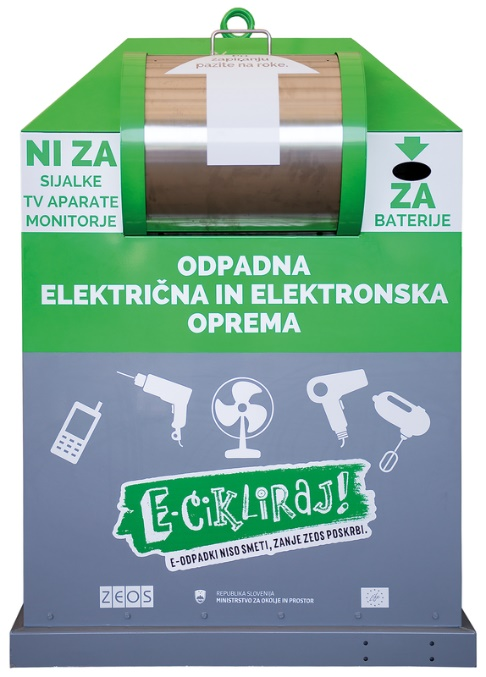 zapiranju
pazite na roke.
NI ZA
SIJALKE
TV APARATE
MONITORJE
ZA
BATERIJE
ODPADNA
ELEKTRIČNA IN ELEKTRONSKA
OPREMA
E-CIKLIRAJ!
E-ODPADKI NISO SMETI, ZANJE ZEOS POSKRBI.
ZEOS
REPUBLIKA SLOVENIJA
MINISTRSTVO ZA OKOLJE IN PROSTOR